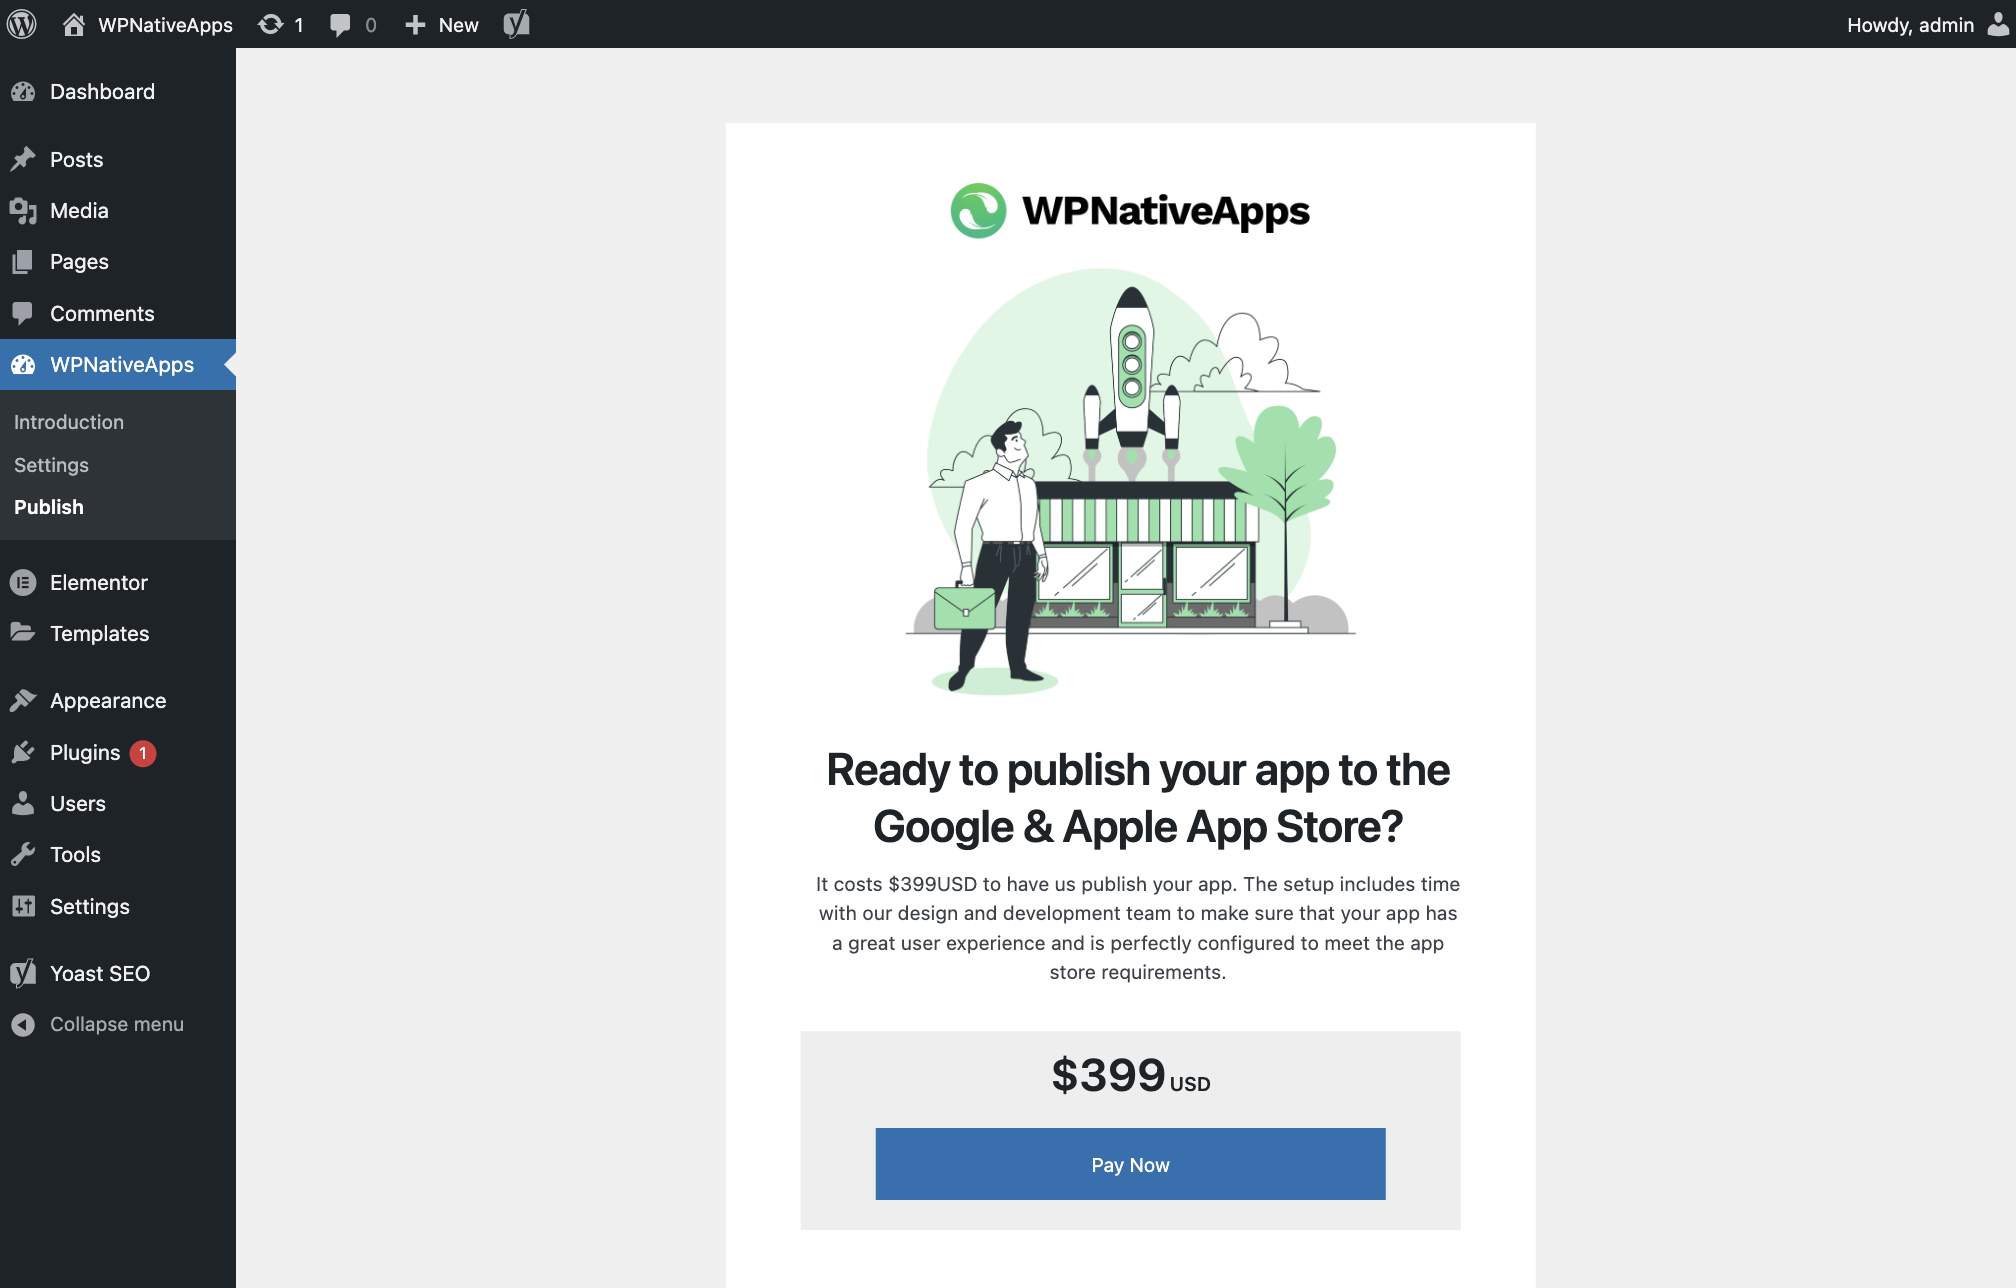 WPNativeApps
1
0
New
Howdy, admin
Dashboard
Posts
Media
Pages
Comments
WPNativeApps
Introduction
Settings
Publish
Elementor
Templates
Appearance
Plugins 1
Users
Tools
Settings
Yoast SEO
Collapse menu
WPNativeApps
Ready to publish your app to the
Google & Apple App Store?
It costs $399USD to have us publish your app. The setup includes time
with our design and development team to make sure that your app has
a great user experience and is perfectly configured to meet the app
store requirements.
$399 USD
Pay Now